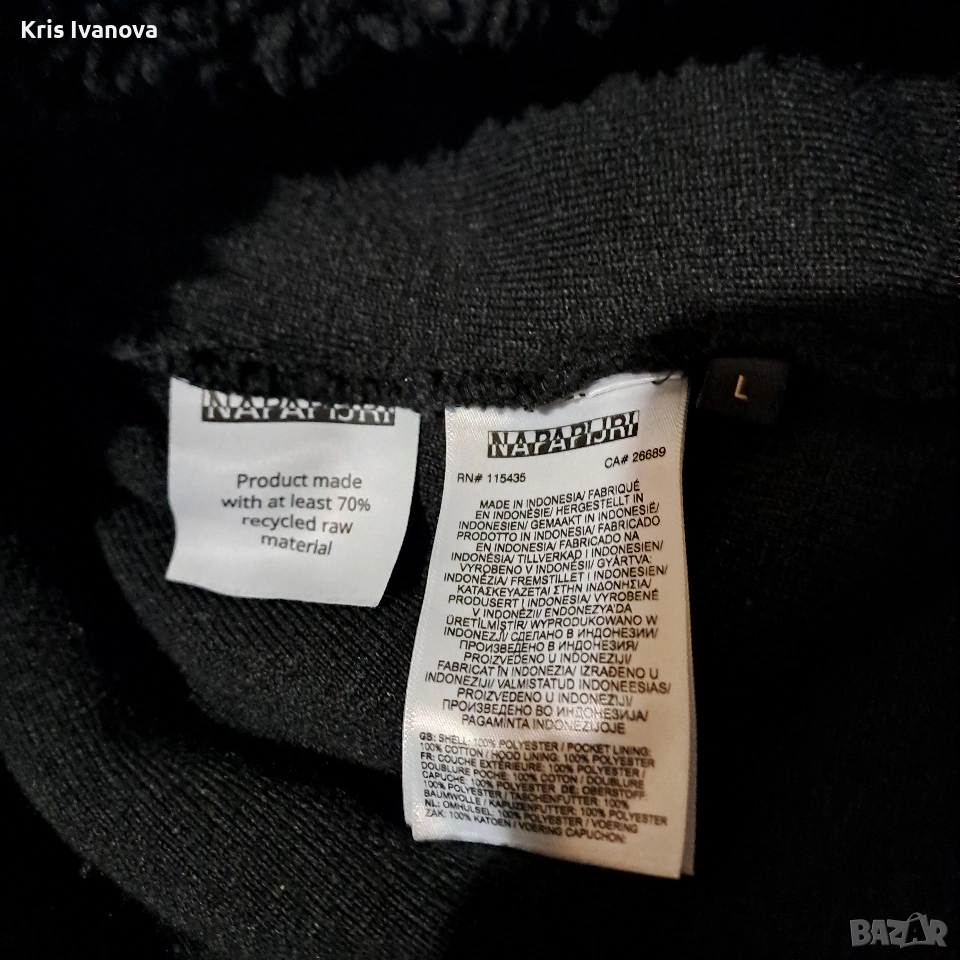 Kris Ivanova
NAPAPIJRI
Product made
with at least 70%
recycled raw
material
NAPAPIJRI
RN# 115435
CA# 26689
MADE IN INDONESIA/ FABRIQUÉ
EN INDONÉSIE/ HERGESTELLT IN
INDONESIEN/ GEMAAKT IN INDONESIË/
PRODOTTO IN INDONESIA/ FABRICADO
EN INDONESIA/ FABRICADO NA
INDONÉSIA/ TILLVERKAD I INDONESIEN/
VYROBENO V INDONÉSII/ GYÁRTVA:
INDONÉZIA/ FREMSTILLET I INDONESIEN/
ΚΑΤΑΣΚΕΥΑΖΕΤΑΙ ΣΤΗΝ ΙΝΔΟΝΗΣΙΑ/
PRODUSERT I INDONESIA/ VYROBENÉ
V INDONÉZII/ ENDONEZYA'DA
ÜRETİLMİŞTİR/ WYPRODUKOWANO W
INDONEZJI/ СДЕЛАНО В ИНДОНЕЗИИ/
ПРОИЗВЕДЕНО В ИНДОНЕЗИЯ/
PROIZVEDENO U INDONEZIJI/
FABRICAT ÎN INDONEZIA/ IZRAĐENO U
INDONEZIJI/ VALMISTATUD INDONEESIAS/
PROIZVEDENO U INDONEZIJI/
ПРОИЗВЕДЕНО ВО ИНДОНЕЗИЈА/
PAGAMINTA INDONEZIJOJE
GB: SHELL: 100% POLYESTER / POCKET LINING:
100% COTTON / HOOD LINING: 100% POLYESTER
FR: COUCHE EXTÉRIEURE: 100% POLYESTER /
DOUBLURE POCHE: 100% COTON / DOUBLURE
CAPUCHE: 100% POLYESTER DE: OBERSTOFF
100% POLYESTER / TASCHENFUTTER: 100%
BAUMWOLLE / KAPUZENFUTTER: 100% POLYESTER
NL: OMHULSEL: 100% POLYESTER / VOERING
ZAK: 100% KATOEN / VOERING CAPUCHON:
L
BAZAR